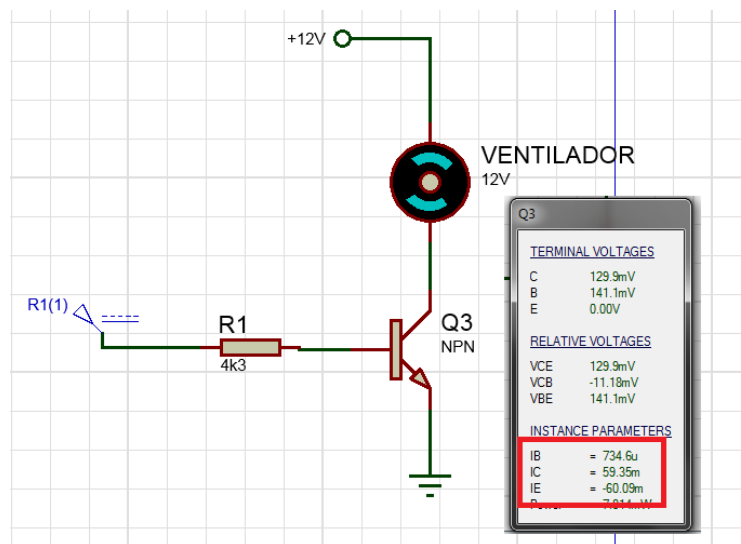 +12V
VENTILADOR
12V
R1(1)
R1
4k3
Q3
NPN
Q3
TERMINAL VOLTAGES
C 129.9mV
B 141.1mV
E 0.00V
RELATIVE VOLTAGES
VCE 129.9mV
VCB -11.18mV
VBE 141.1mV
INSTANCE PARAMETERS
IB = 734.6u
IC = 59.35m
IE = -60.09m